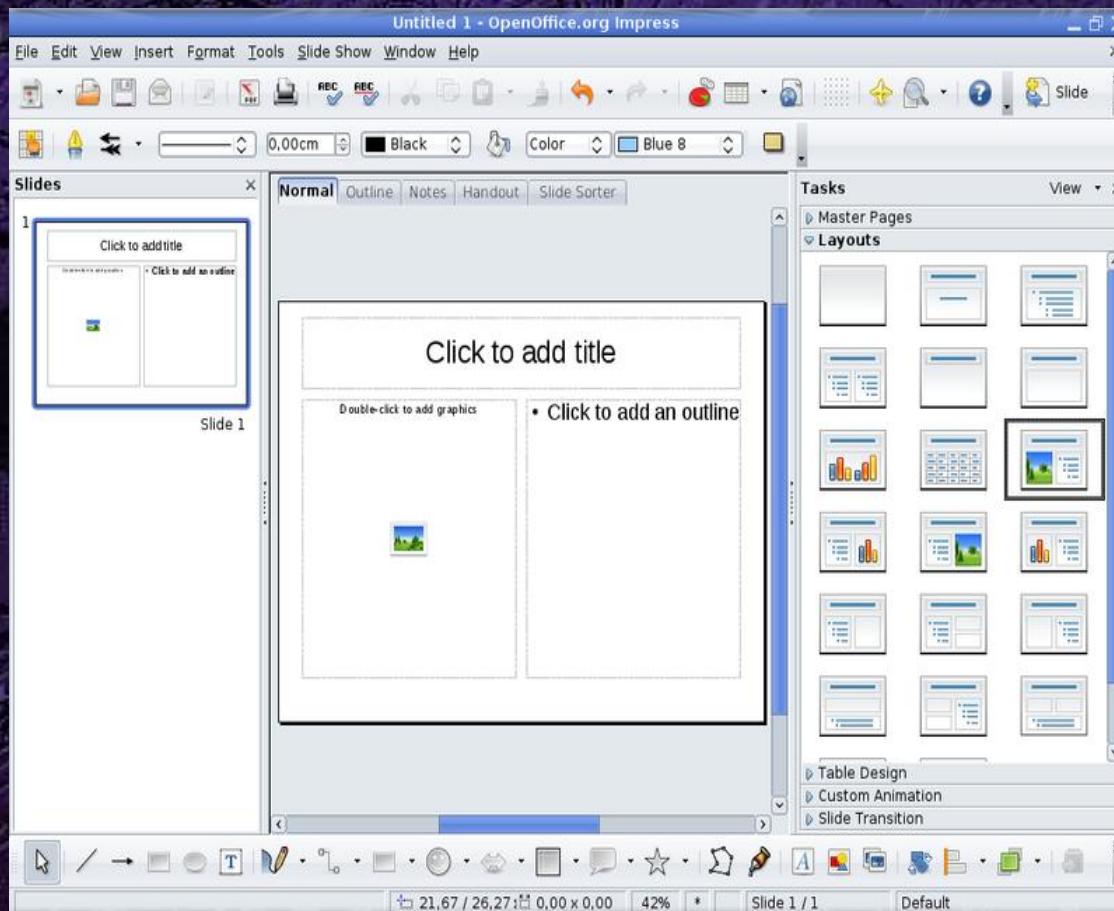 Untitled 1 - OpenOffice.org Impress
File Edit View Insert Format Tools Slide Show Window Help
PDF ABC ABC Slide
0,00cm Black Color Blue 8
Slides
Normal Outline Notes Handout Slide Sorter
Tasks View
1
Click to add title
Click to add an outline
Slide 1
Click to add title
Double-click to add graphics
• Click to add an outline
Master Pages
Layouts
Table Design
Custom Animation
Slide Transition
T A
21,67 / 26,27 0,00 x 0,00 42% * Slide 1 / 1 Default